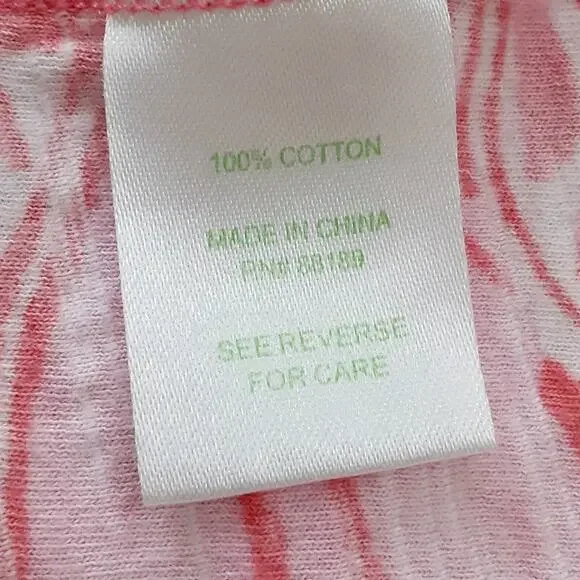 100% COTTON
MADE IN CHINA
RN# 88189
SEE REVERSE
FOR CARE